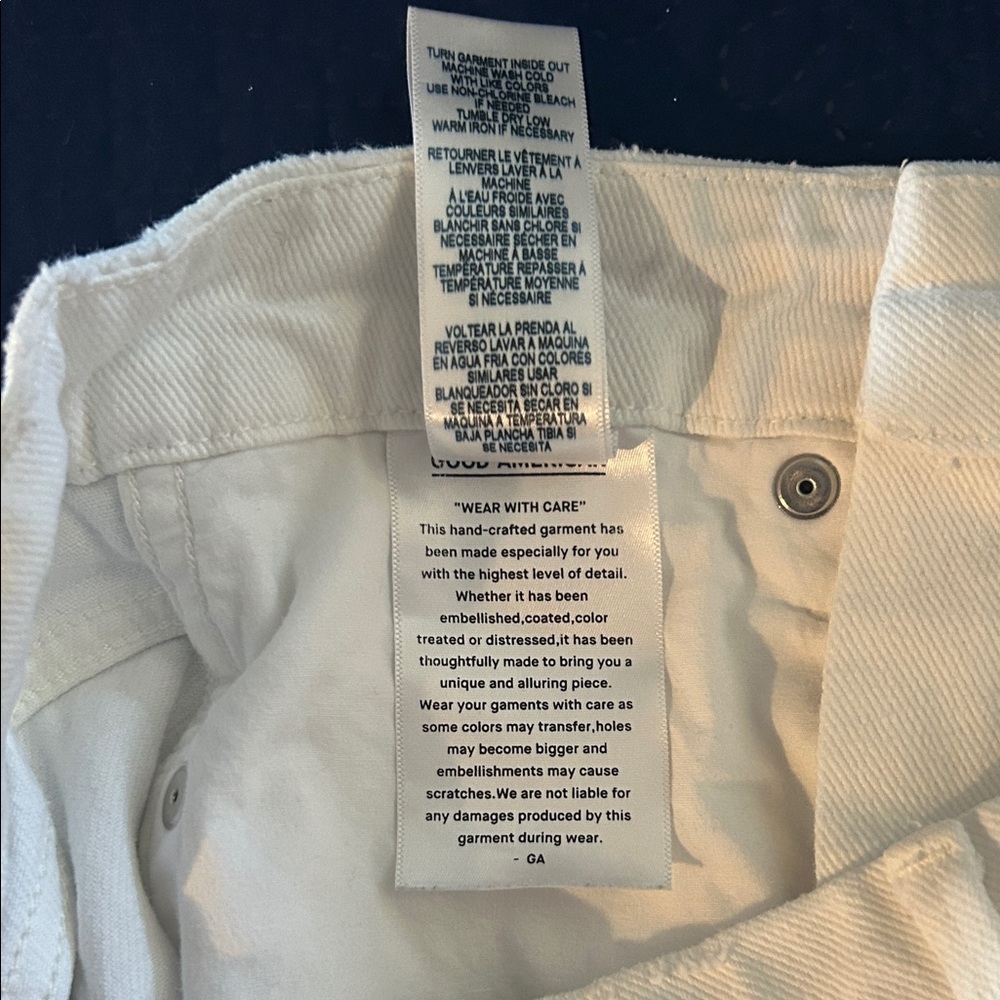 TURN GARMENT INSIDE OUT
MACHINE WASH COLD
WITH LIKE COLORS
USE NON-CHLORINE BLEACH
IF NEEDED
TUMBLE DRY LOW
WARM IRON IF NECESSARY
RETOURNER LE VÊTEMENT À
LENVERS LAVER À LA
MACHINE
À L'EAU FROIDE AVEC
COULEURS SIMILAIRES
BLANCHIR SANS CHLORE SI
NÉCESSAIRE SÉCHER EN
MACHINE À BASSE
TEMPÉRATURE REPASSER À
TEMPÉRATURE MOYENNE
SI NÉCESSAIRE
VOLTEAR LA PRENDA AL
REVERSO LAVAR A MAQUINA
EN AGUA FRIA CON COLORES
SIMILARES USAR
BLANQUEADOR SIN CLORO SI
SE NECESITA SECAR EN
MAQUINA A TEMPERATURA
BAJA PLANCHA TIBIA SI
SE NECESITA
GOOD AMERICAN
"WEAR WITH CARE"
This hand-crafted garment has
been made especially for you
with the highest level of detail.
Whether it has been
embellished,coated,color
treated or distressed,it has been
thoughtfully made to bring you a
unique and alluring piece.
Wear your gaments with care as
some colors may transfer,holes
may become bigger and
embellishments may cause
scratches.We are not liable for
any damages produced by this
garment during wear.
- GA